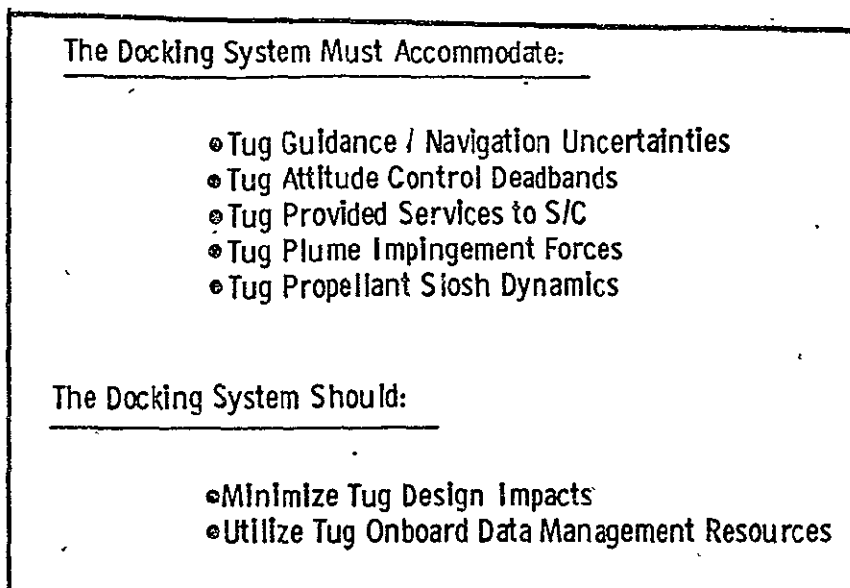 The Docking System Must Accommodate:
•Tug Guidance / Navigation Uncertainties
•Tug Attitude Control Deadbands
•Tug Provided Services to S/C
•Tug Plume Impingement Forces
•Tug Propellant Slosh Dynamics
The Docking System Should:
•Minimize Tug Design Impacts
•Utilize Tug Onboard Data Management Resources